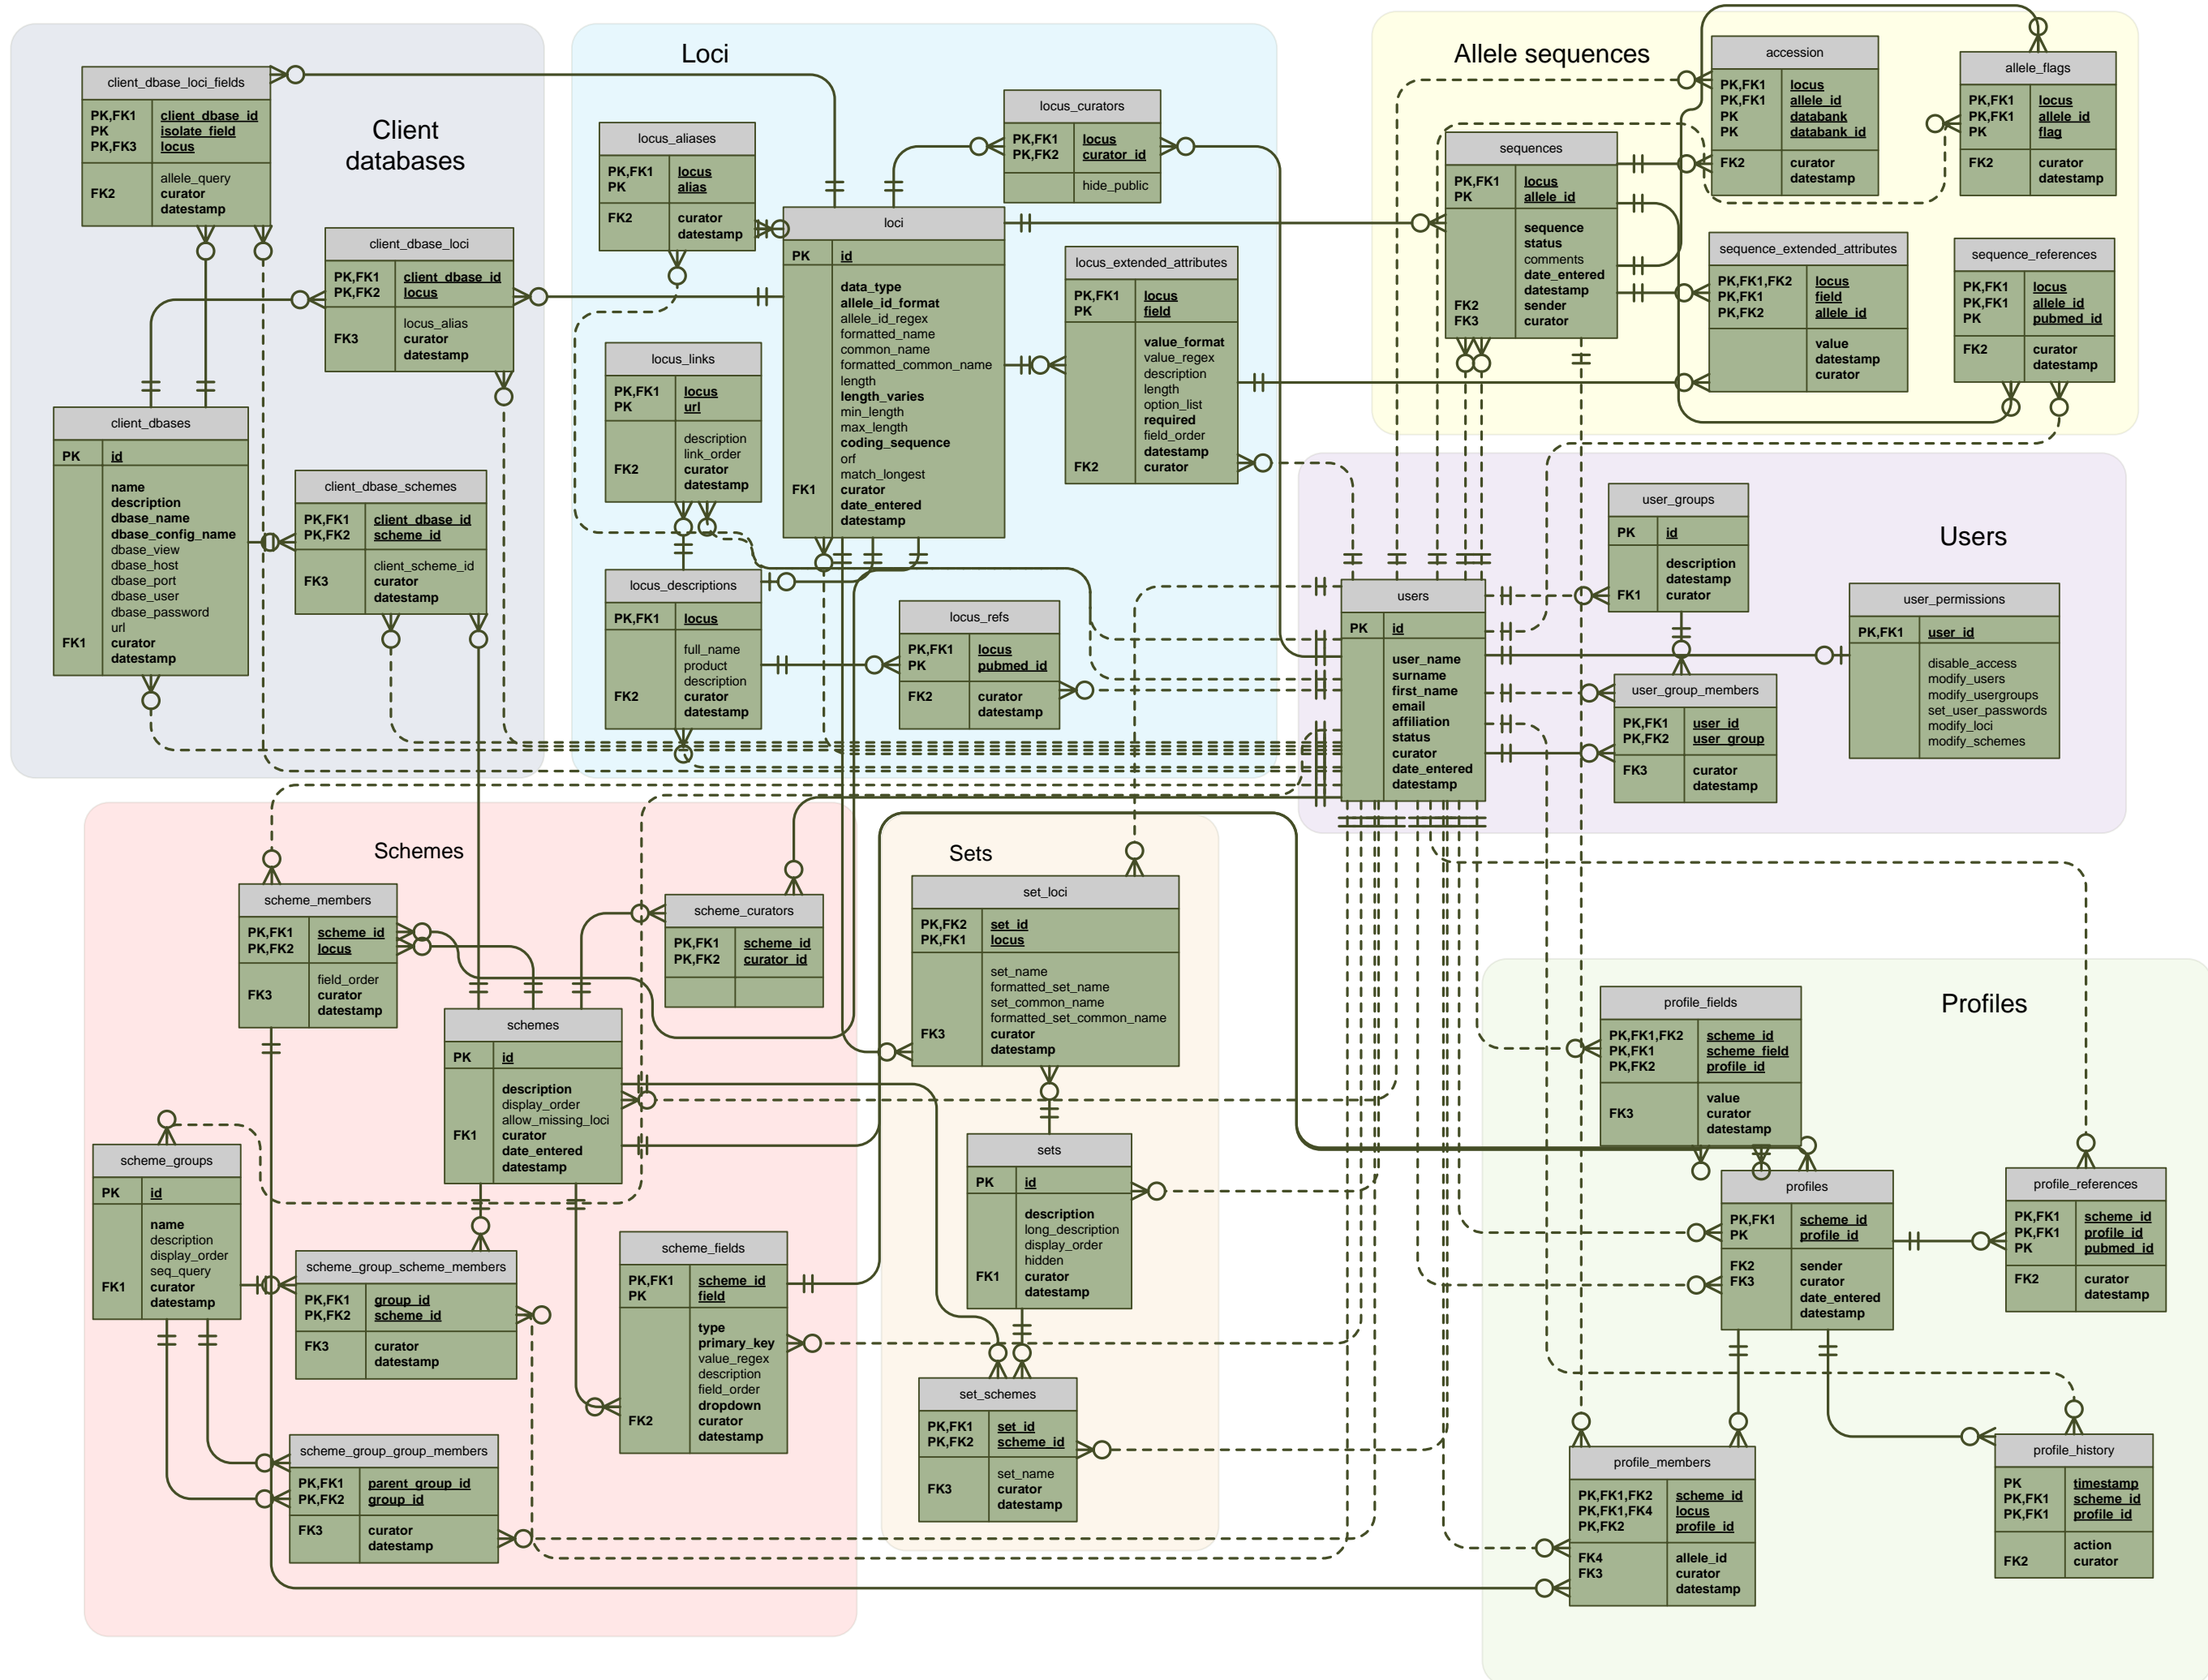 Client
databases
client_dbase_loci_fields
PK,FK1 client_dbase_id
PK isolate_field
PK,FK3 locus
allele_query
FK2 curator
datestamp
client_dbase_loci
PK,FK1 client_dbase_id
PK,FK2 locus
locus_alias
FK3 curator
datestamp
client_dbases
PK id
name
description
dbase_name
dbase_config_name
dbase_view
dbase_host
dbase_port
dbase_user
dbase_password
url
FK1 curator
datestamp
client_dbase_schemes
PK,FK1 client_dbase_id
PK,FK2 scheme_id
client_scheme_id
FK3 curator
datestamp
Loci
locus_aliases
PK,FK1 locus
PK alias
FK2 curator
datestamp
locus_curators
PK,FK1 locus
PK,FK2 curator_id
hide_public
loci
PK id
data_type
allele_id_format
allele_id_regex
formatted_name
common_name
formatted_common_name
length
length_varies
min_length
max_length
coding_sequence
orf
match_longest
FK1 curator
date_entered
datestamp
locus_extended_attributes
PK,FK1 locus
PK field
value_format
value_regex
description
length
option_list
required
field_order
datestamp
FK2 curator
locus_links
PK,FK1 locus
PK url
description
link_order
FK2 curator
datestamp
locus_descriptions
PK,FK1 locus
full_name
product
description
FK2 curator
datestamp
locus_refs
PK,FK1 locus
PK pubmed_id
FK2 curator
datestamp
Allele sequences
accession
PK,FK1 locus
PK,FK1 allele_id
PK databank
PK databank_id
FK2 curator
datestamp
allele_flags
PK,FK1 locus
PK,FK1 allele_id
PK flag
FK2 curator
datestamp
sequences
PK,FK1 locus
PK allele_id
sequence
status
comments
date_entered
datestamp
FK2 sender
FK3 curator
sequence_extended_attributes
PK,FK1,FK2 locus
PK,FK1 field
PK,FK2 allele_id
value
datestamp
curator
sequence_references
PK,FK1 locus
PK,FK1 allele_id
PK pubmed_id
FK2 curator
datestamp
Users
user_groups
PK id
description
datestamp
FK1 curator
users
PK id
user_name
surname
first_name
email
affiliation
status
curator
date_entered
datestamp
user_permissions
PK,FK1 user_id
disable_access
modify_users
modify_usergroups
set_user_passwords
modify_loci
modify_schemes
user_group_members
PK,FK1 user_id
PK,FK2 user_group
FK3 curator
datestamp
Schemes
scheme_members
PK,FK1 scheme_id
PK,FK2 locus
field_order
FK3 curator
datestamp
scheme_curators
PK,FK1 scheme_id
PK,FK2 curator_id
schemes
PK id
description
display_order
allow_missing_loci
FK1 curator
date_entered
datestamp
scheme_groups
PK id
name
description
display_order
seq_query
FK1 curator
datestamp
scheme_group_scheme_members
PK,FK1 group_id
PK,FK2 scheme_id
FK3 curator
datestamp
scheme_fields
PK,FK1 scheme_id
PK field
type
primary_key
value_regex
description
field_order
dropdown
FK2 curator
datestamp
scheme_group_group_members
PK,FK1 parent_group_id
PK,FK2 group_id
FK3 curator
datestamp
Sets
set_loci
PK,FK2 set_id
PK,FK1 locus
set_name
formatted_set_name
set_common_name
formatted_set_common_name
FK3 curator
datestamp
sets
PK id
description
long_description
display_order
hidden
FK1 curator
datestamp
set_schemes
PK,FK1 set_id
PK,FK2 scheme_id
set_name
FK3 curator
datestamp
Profiles
profile_fields
PK,FK1,FK2 scheme_id
PK,FK1 scheme_field
PK,FK2 profile_id
value
FK3 curator
datestamp
profiles
PK,FK1 scheme_id
PK profile_id
FK2 sender
FK3 curator
date_entered
datestamp
profile_references
PK,FK1 scheme_id
PK,FK1 profile_id
PK pubmed_id
FK2 curator
datestamp
profile_members
PK,FK1,FK2 scheme_id
PK,FK1,FK4 locus
PK,FK2 profile_id
FK4 allele_id
FK3 curator
datestamp
profile_history
PK timestamp
PK,FK1 scheme_id
PK,FK1 profile_id
action
FK2 curator